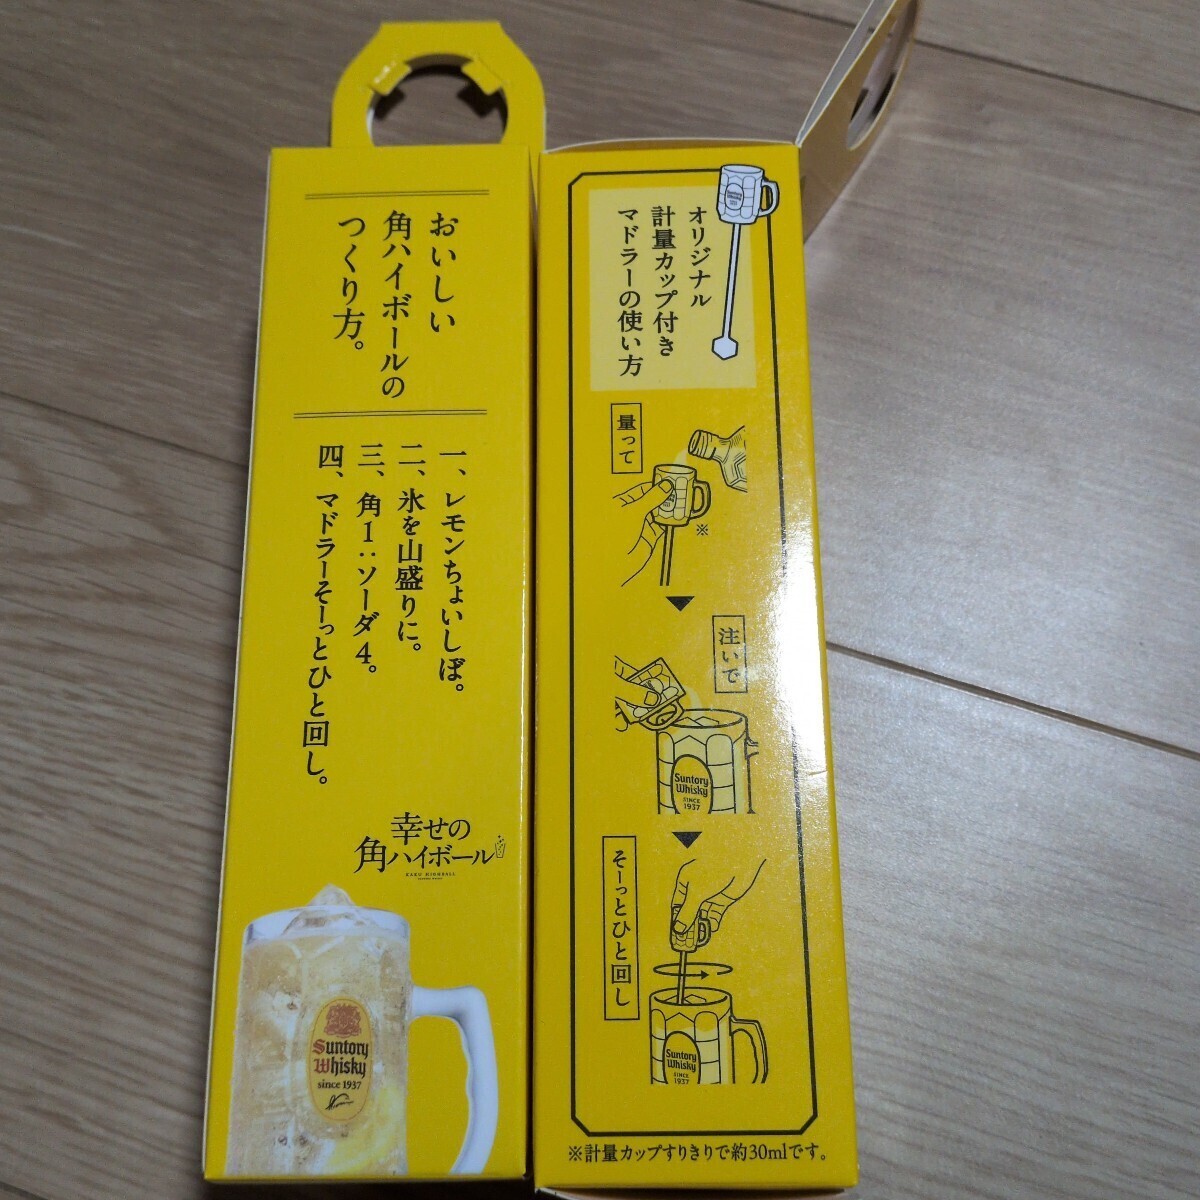 おいしい
角ハイボールの
つくり方。
一、レモンちょいしぼ。
二、氷を山盛りに。
三、角1:ソーダ4。
四、マドラーそーっとひと回し。
幸せの
角ハイボール
KAKU HIGHBALL
Suntory
Whisky
since 1937
Suntory
Whisky
オリジナル
計量カップ付き
マドラーの使い方
量って
※
注いで
Suntory
Whisky
SINCE
1937
そーっとひと回し
Suntory
Whisky
SINCE
1937
※計量カップすりきりで約30mlです。